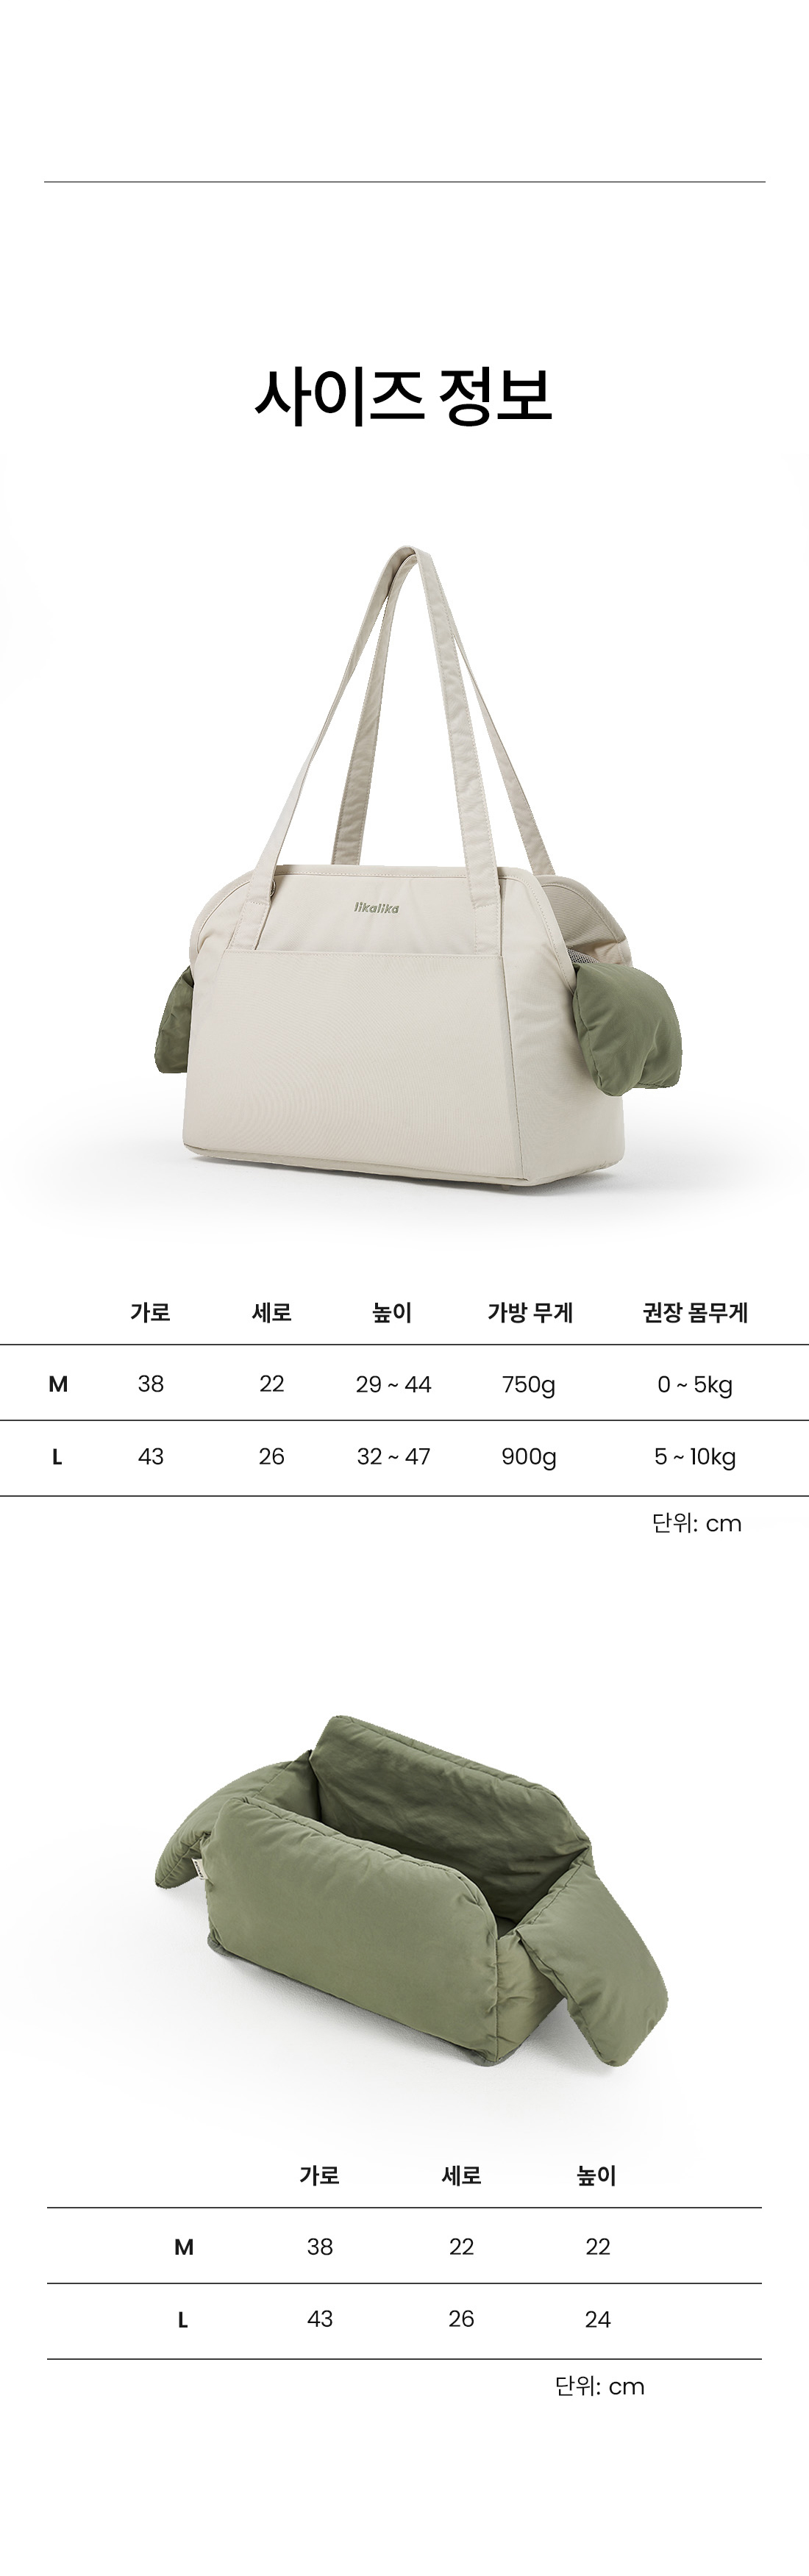 사이즈 정보
likalika
가로 세로 높이 가방 무게 권장 몸무게
M 38 22 29 ~ 44 750g 0 ~ 5kg
L 43 26 32 ~ 47 900g 5 ~ 10kg
단위: cm
가로 세로 높이
M 38 22 22
L 43 26 24
단위: cm